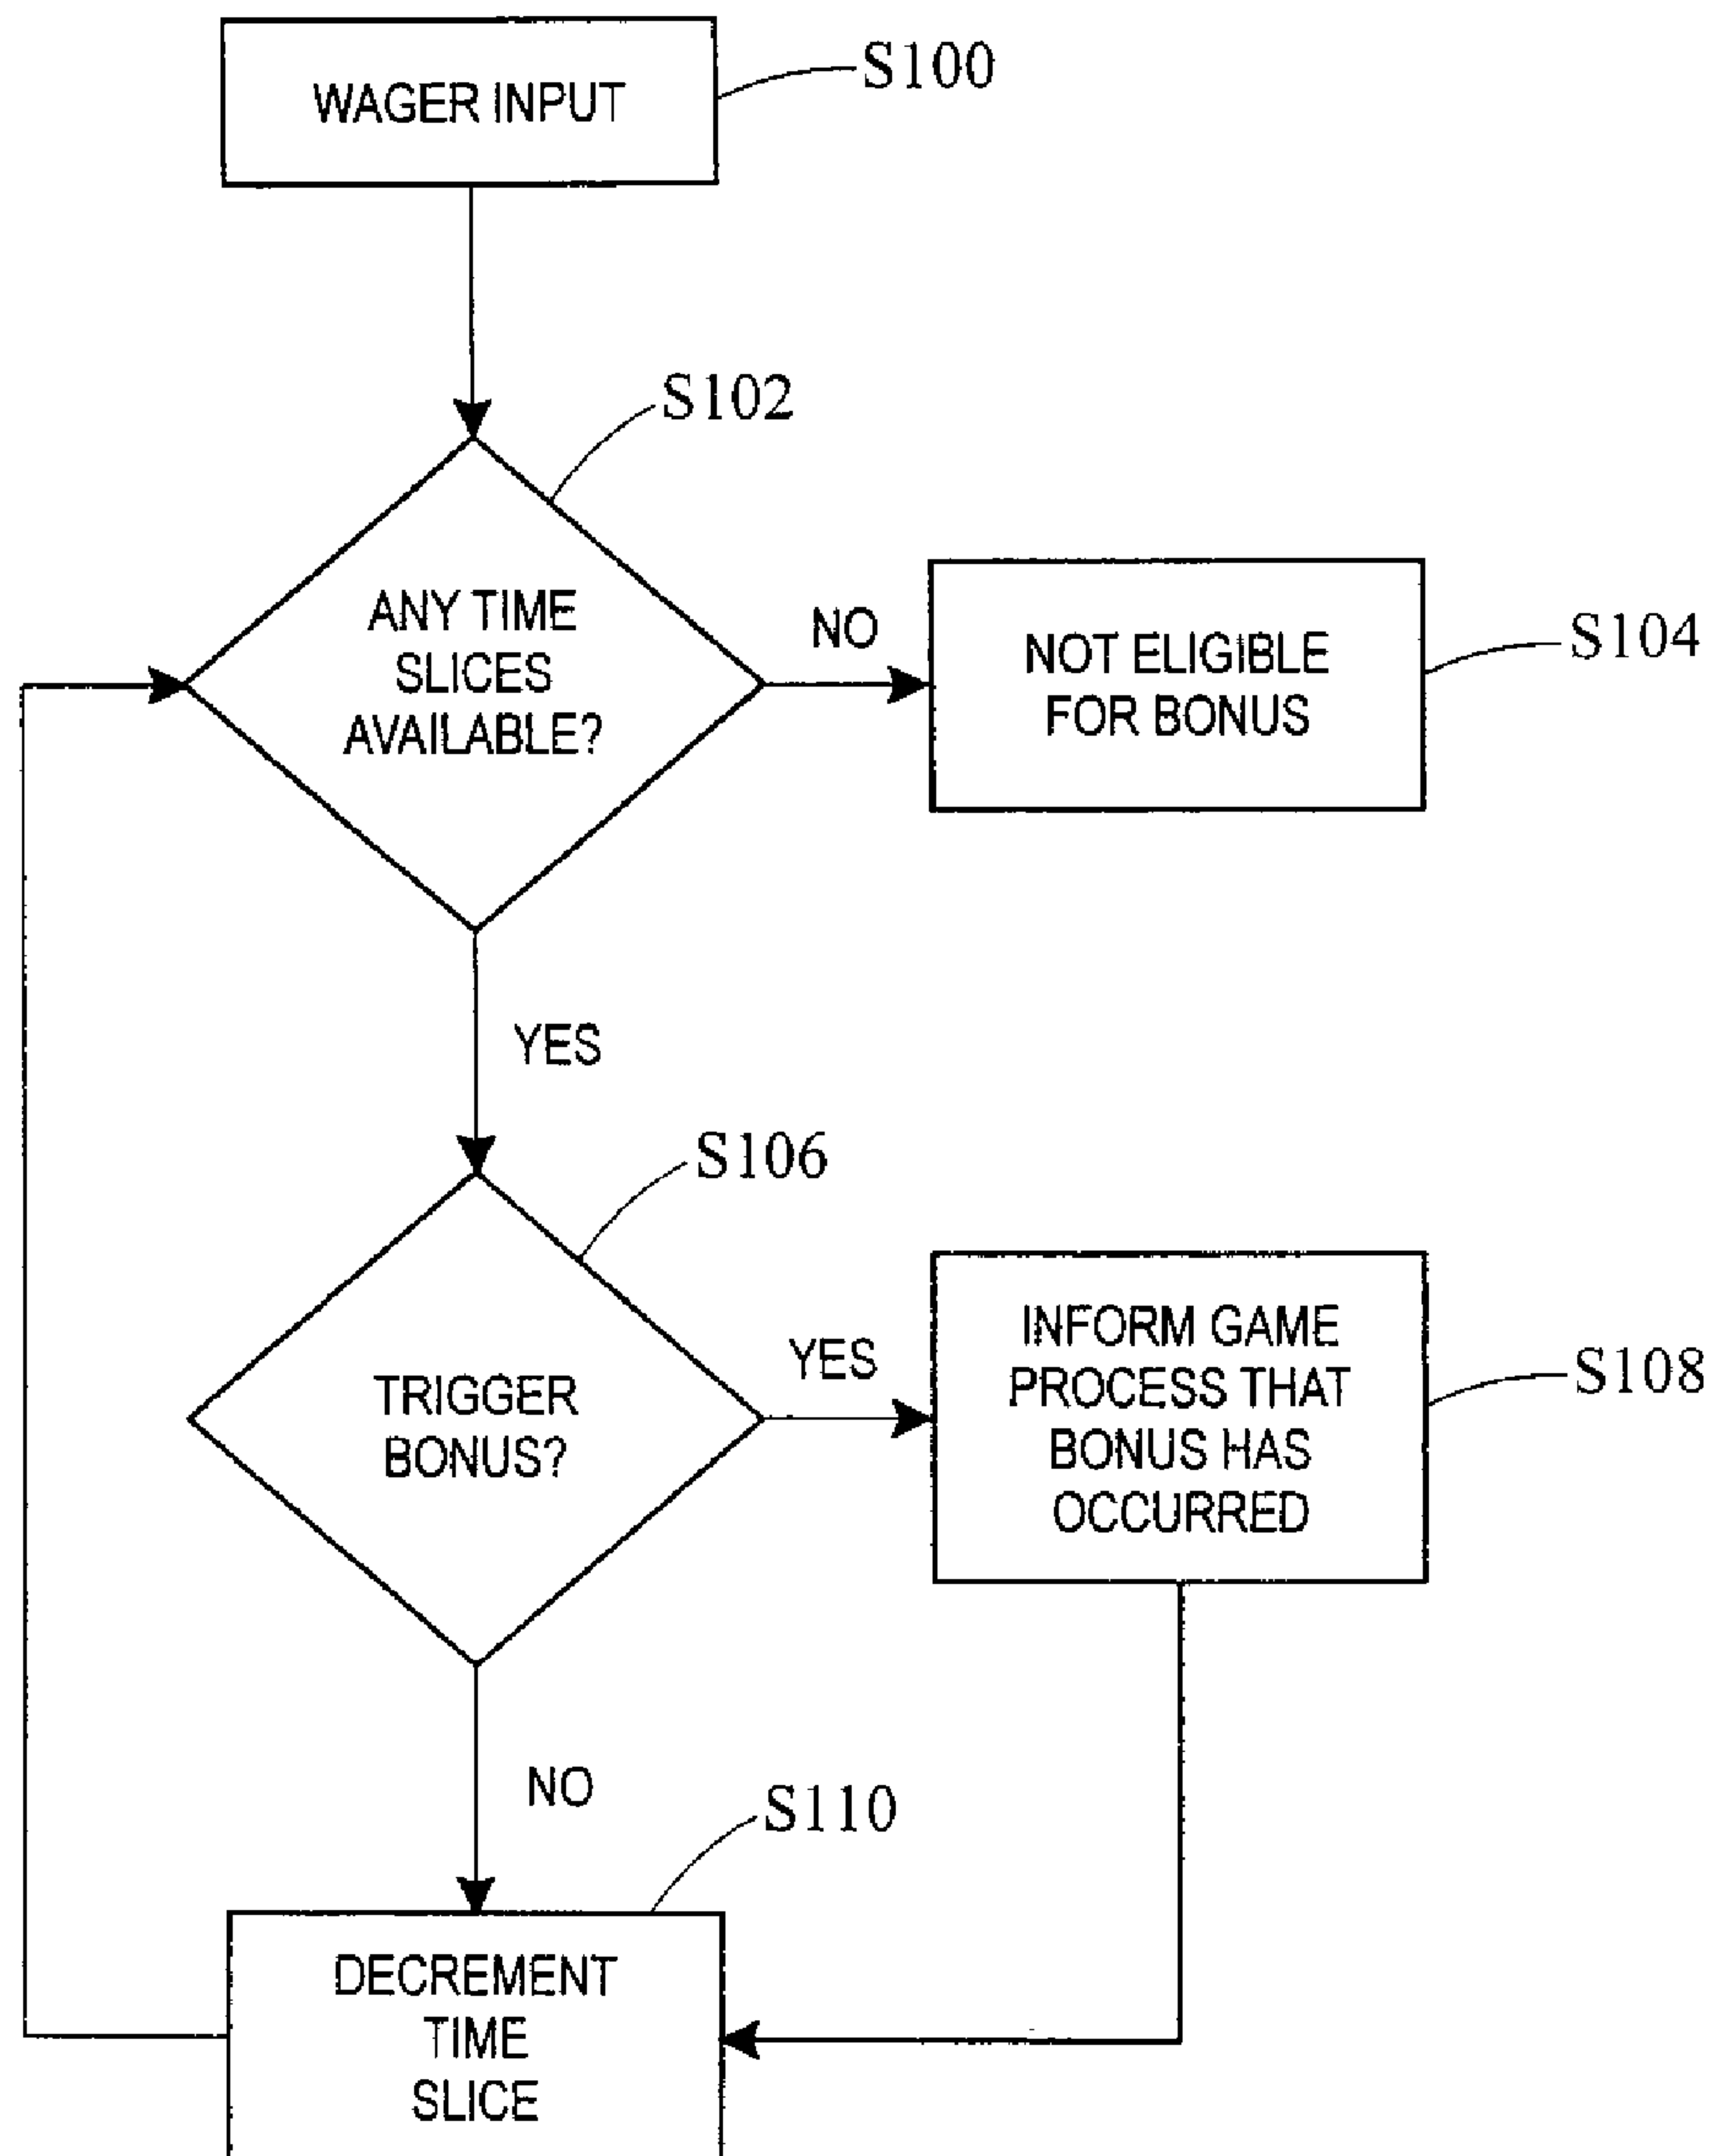 WAGER INPUT
S100
S102
ANY TIME
SLICES
AVAILABLE?
NO
NOT ELIGIBLE
FOR BONUS
S104
YES
S106
TRIGGER
BONUS?
YES
INFORM GAME
PROCESS THAT
BONUS HAS
OCCURRED
S108
NO
S110
DECREMENT
TIME
SLICE